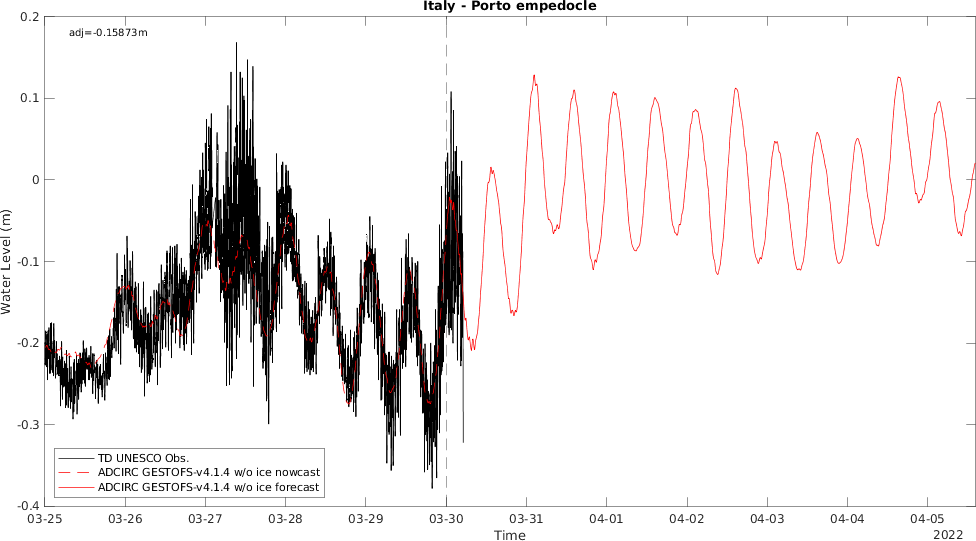 Italy - Porto empedocle
adj=-0.15873m
0.2
0.1
0
-0.1
-0.2
-0.3
-0.4
Water Level (m)
TD UNESCO Obs.
ADCIRC GESTOFS-v4.1.4 w/o ice nowcast
ADCIRC GESTOFS-v4.1.4 w/o ice forecast
03-25 03-26 03-27 03-28 03-29 03-30 03-31 04-01 04-02 04-03 04-04 04-05
Time
2022